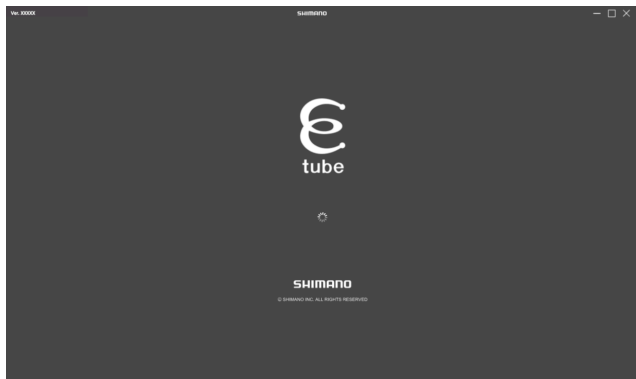 Ver. XXXXX
SHIMANO
tube
SHIMANO
© SHIMANO INC. ALL RIGHTS RESERVED